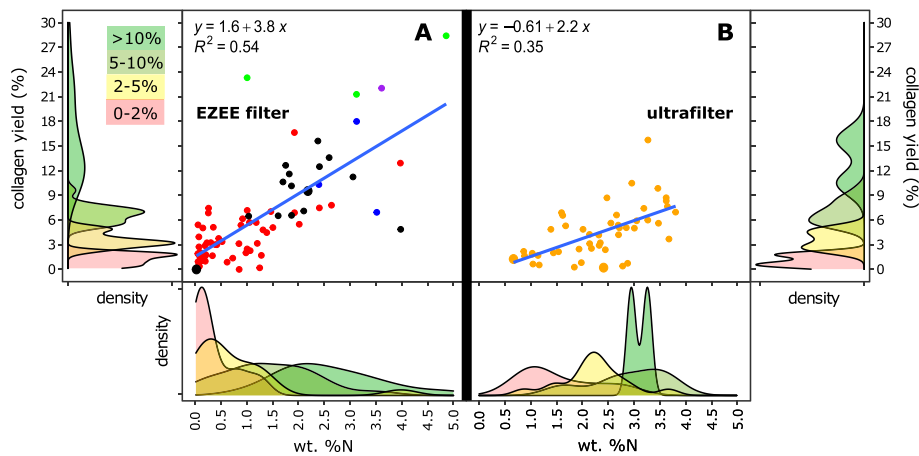 30
27
24
21
18
15
12
9
6
3
0
collagen yield (%)
>10%
5-10%
2-5%
0-2%
density
y = 1.6 + 3.8 x
R² = 0.54
A
EZEE filter
y = −0.61 + 2.2 x
R² = 0.35
B
ultrafilter
30
27
24
21
18
15
12
9
6
3
0
collagen yield (%)
density
density
0.0 0.5 1.0 1.5 2.0 2.5 3.0 3.5 4.0 4.5 5.0
wt. %N
0.0 0.5 1.0 1.5 2.0 2.5 3.0 3.5 4.0 4.5 5.0
wt. %N